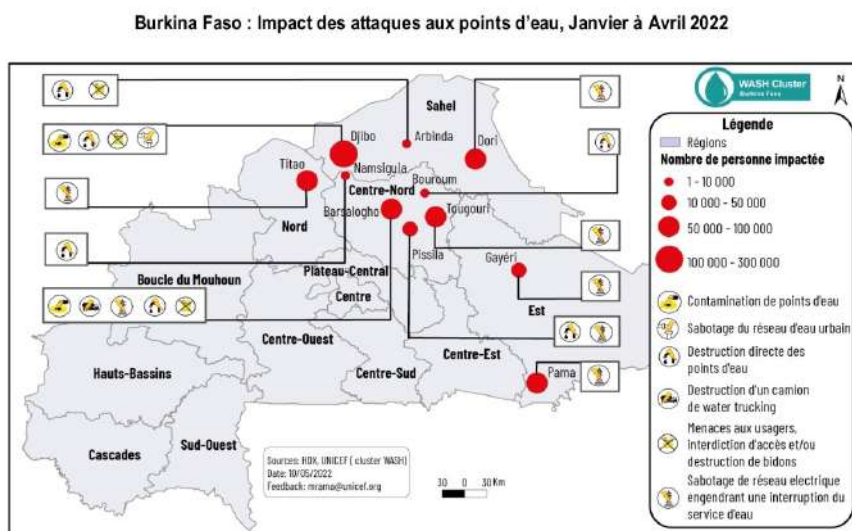 Burkina Faso : Impact des attaques aux points d'eau, Janvier à Avril 2022
WASH Cluster
Burkina Faso
N
Sahel
Djibo
Arbinda
Dori
Titao
Namsigula
Bouroum
Centre-Nord
Barsalogho
Tougouri
Nord
Pissila
Gayéri
Boucle du Mouhoun
Plateau-Central
Centre
Est
Centre-Ouest
Centre-Est
Hauts-Bassins
Centre-Sud
Pama
Cascades
Sud-Ouest
Sources: HDX, UNICEF ( cluster WASH)
Date: 19/05/2022
Feedback: mrama@unicef.org
30 0 30 Km
Légende
Régions
Nombre de personne impactée
1 - 10 000
10 000 - 50 000
50 000 - 100 000
100 000 - 300 000
Contamination de points d'eau
Sabotage du réseau d'eau urbain
Destruction directe des
points d'eau
Destruction d'un camion
de water trucking
Menaces aux usagers,
interdiction d'accès et/ou
destruction de bidons
Sabotage de réseau electrique
engendrant une interruption du
service d'eau